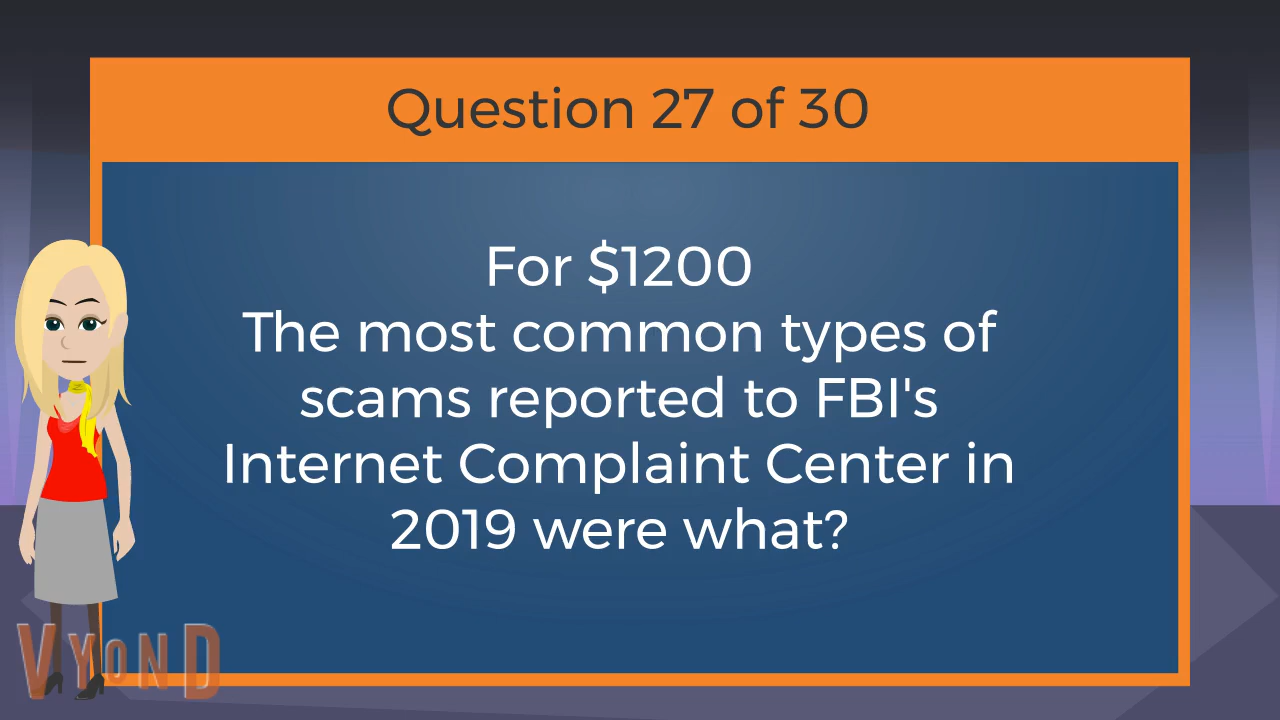 Question 27 of 30
For $1200
The most common types of
scams reported to FBI's
Internet Complaint Center in
2019 were what?
VYOND